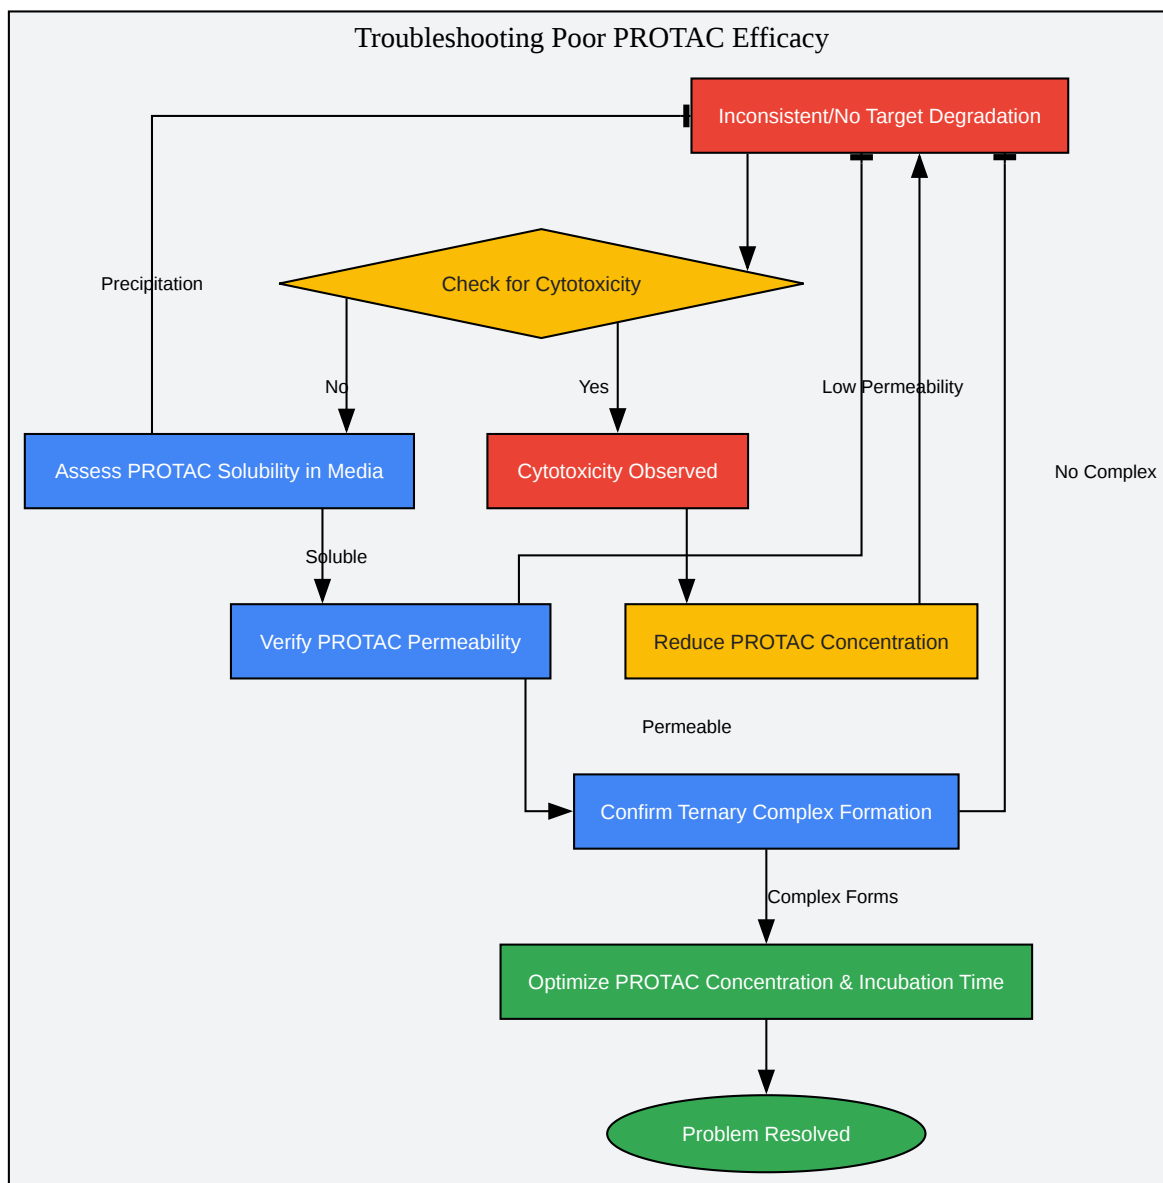 Troubleshooting Poor PROTAC Efficacy
Inconsistent/No Target Degradation
Precipitation
Check for Cytotoxicity
No
Yes
Low Permeability
Assess PROTAC Solubility in Media
Cytotoxicity Observed
No Complex
Soluble
Verify PROTAC Permeability
Reduce PROTAC Concentration
Permeable
Confirm Ternary Complex Formation
Complex Forms
Optimize PROTAC Concentration & Incubation Time
Problem Resolved